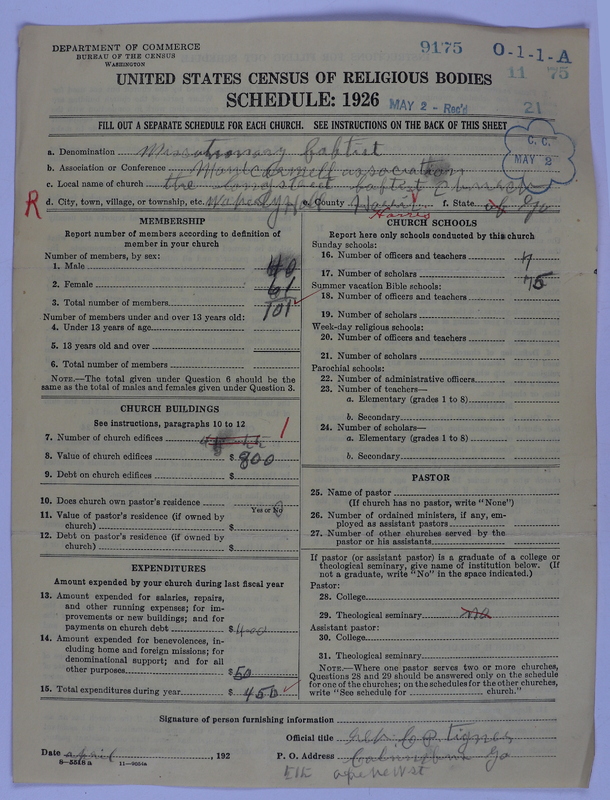 DEPARTMENT OF COMMERCE
BUREAU OF THE CENSUS
WASHINGTON
9175 O-1-1-A
11 75
UNITED STATES CENSUS OF RELIGIOUS BODIES
SCHEDULE: 1926
MAY 2 - Rec'd
21
FILL OUT A SEPARATE SCHEDULE FOR EACH CHURCH. SEE INSTRUCTIONS ON THE BACK OF THIS SHEET
C. C.
MAY 2
a. Denomination Missationary baptist
b. Association or Conference association
c. Local name of church the longstreet baptist Church
R d. City, town, village, or township, etc. e. County Harris f. State of Ga
MEMBERSHIP
Report number of members according to definition of
member in your church
Number of members, by sex:
1. Male 40
2. Female 61
3. Total number of members 101
Number of members under and over 13 years old:
4. Under 13 years of age
5. 13 years old and over
6. Total number of members
NOTE.—The total given under Question 6 should be the
same as the total of males and females given under Question 3.
CHURCH BUILDINGS
See instructions, paragraphs 10 to 12
7. Number of church edifices 1
8. Value of church edifices $ 800
9. Debt on church edifices $
10. Does church own pastor's residence
Yes or No
11. Value of pastor's residence (if owned by
church) $
12. Debt on pastor's residence (if owned by
church) $
EXPENDITURES
Amount expended by your church during last fiscal year
13. Amount expended for salaries, repairs,
and other running expenses; for im-
provements or new buildings; and for
payments on church debt $ 400
14. Amount expended for benevolences, in-
cluding home and foreign missions; for
denominational support; and for all
other purposes $ 50
15. Total expenditures during year $ 450
CHURCH SCHOOLS
Report here only schools conducted by this church
Sunday schools:
16. Number of officers and teachers 7
17. Number of scholars 75
Summer vacation Bible schools:
18. Number of officers and teachers
19. Number of scholars
Week-day religious schools:
20. Number of officers and teachers
21. Number of scholars
Parochial schools:
22. Number of administrative officers
23. Number of teachers—
a. Elementary (grades 1 to 8)
b. Secondary
24. Number of scholars—
a. Elementary (grades 1 to 8)
b. Secondary
PASTOR
25. Name of pastor
(If church has no pastor, write "None")
26. Number of ordained ministers, if any, em-
ployed as assistant pastors
27. Number of other churches served by the
pastor or his assistants
If pastor (or assistant pastor) is a graduate of a college or
theological seminary, give name of institution below. (If
not a graduate, write "No" in the space indicated.)
Pastor:
28. College
29. Theological seminary no
Assistant pastor:
30. College
31. Theological seminary
NOTE.—Where one pastor serves two or more churches,
Questions 28 and 29 should be answered only on the schedule
for one of the churches; on the schedules for the other churches,
write "See schedule for church."
Signature of person furnishing information
Official title
Date april , 192
P. O. Address Ga
8—5518 a 11—9054a